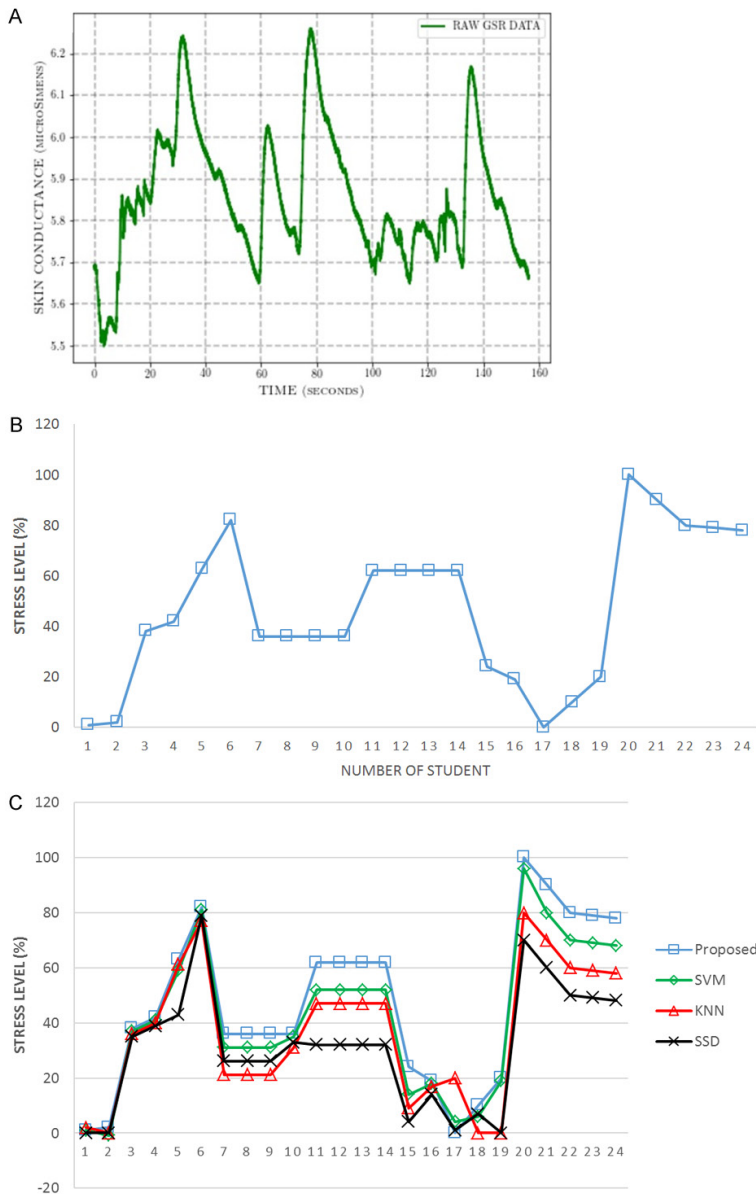 A
RAW GSR DATA
SKIN CONDUCTANCE (MICROSIMENS)
6.2
6.0
5.9
5.8
5.7
5.6
5.5
0 20 40 60 80 100 120 140 160
TIME (SECONDS)
B
STRESS LEVEL (%)
120
100
80
60
40
20
0
1 2 3 4 5 6 7 8 9 10 11 12 13 14 15 16 17 18 19 20 21 22 23 24
NUMBER OF STUDENT
C
STRESS LEVEL (%)
120
100
80
60
40
20
0
-20
1 2 3 4 5 6 7 8 9 10 11 12 13 14 15 16 17 18 19 20 21 22 23 24
Proposed
SVM
KNN
SSD